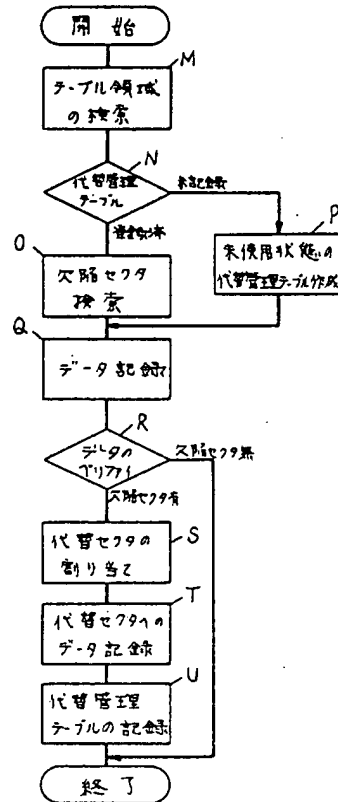 開始
M
テーブル領域
の検索
N
代替管理
テーブル
未記録
P
O
欠陥セクタ
検索
未使用状態の
代替管理テーブル作成
Q
データ記録
R
データの
ベリファイ
欠陥セクタ無
欠陥セクタ有
S
代替セクタの
割り当て
T
代替セクタへの
データ記録
U
代替管理
テーブルの記録
終了